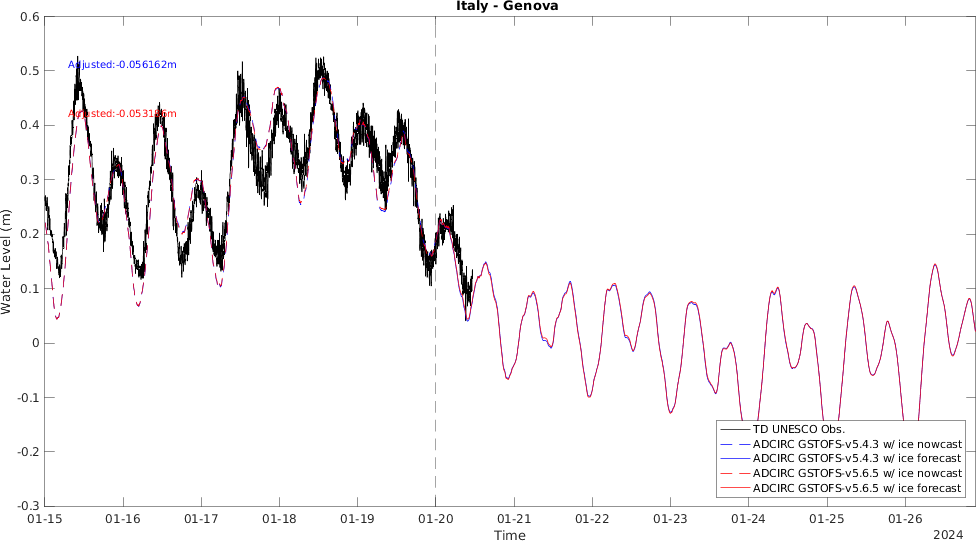 Italy - Genova
0.6
0.5
0.4
0.3
0.2
0.1
0
-0.1
-0.2
-0.3
Water Level (m)
Adjusted:-0.056162m
TD UNESCO Obs.
ADCIRC GSTOFS-v5.4.3 w/ ice nowcast
ADCIRC GSTOFS-v5.4.3 w/ ice forecast
ADCIRC GSTOFS-v5.6.5 w/ ice nowcast
ADCIRC GSTOFS-v5.6.5 w/ ice forecast
01-15 01-16 01-17 01-18 01-19 01-20 01-21 01-22 01-23 01-24 01-25 01-26
Time
2024